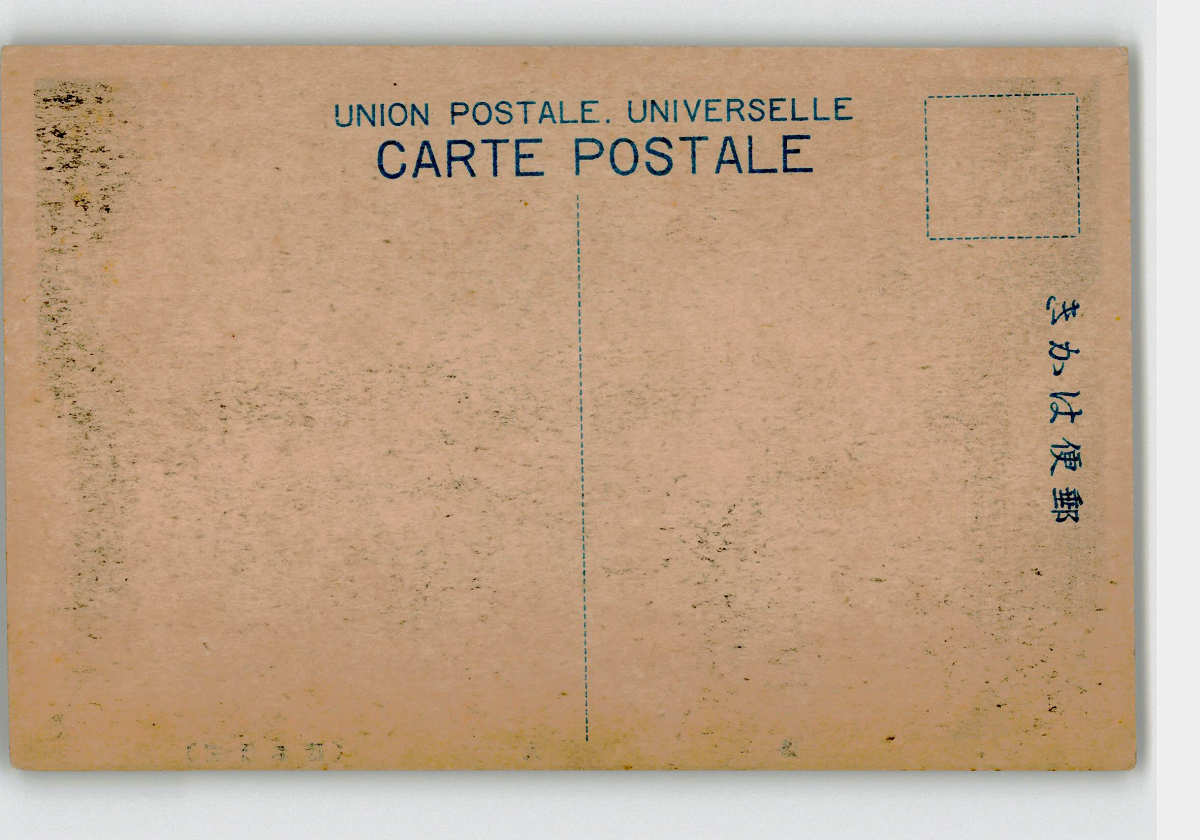 UNION POSTALE. UNIVERSELLE
CARTE POSTALE
郵便はかき